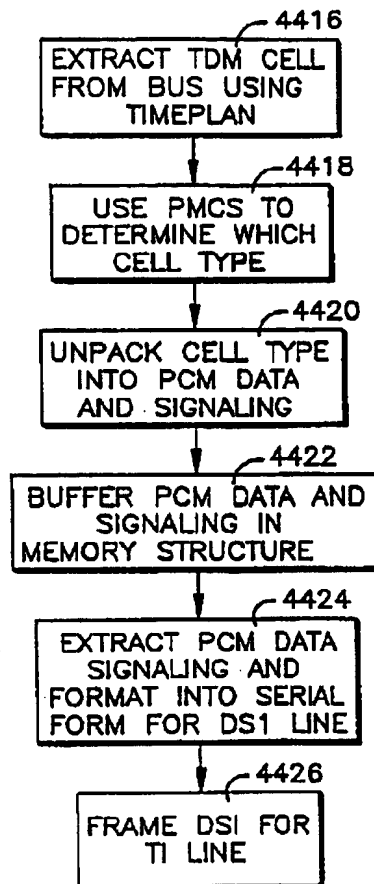 4416
EXTRACT TDM CELL
FROM BUS USING
TIMEPLAN
4418
USE PMCS TO
DETERMINE WHICH
CELL TYPE
4420
UNPACK CELL TYPE
INTO PCM DATA
AND SIGNALING
4422
BUFFER PCM DATA AND
SIGNALING IN
MEMORY STRUCTURE
4424
EXTRACT PCM DATA
SIGNALING AND
FORMAT INTO SERIAL
FORM FOR DS1 LINE
4426
FRAME DSI FOR
TI LINE